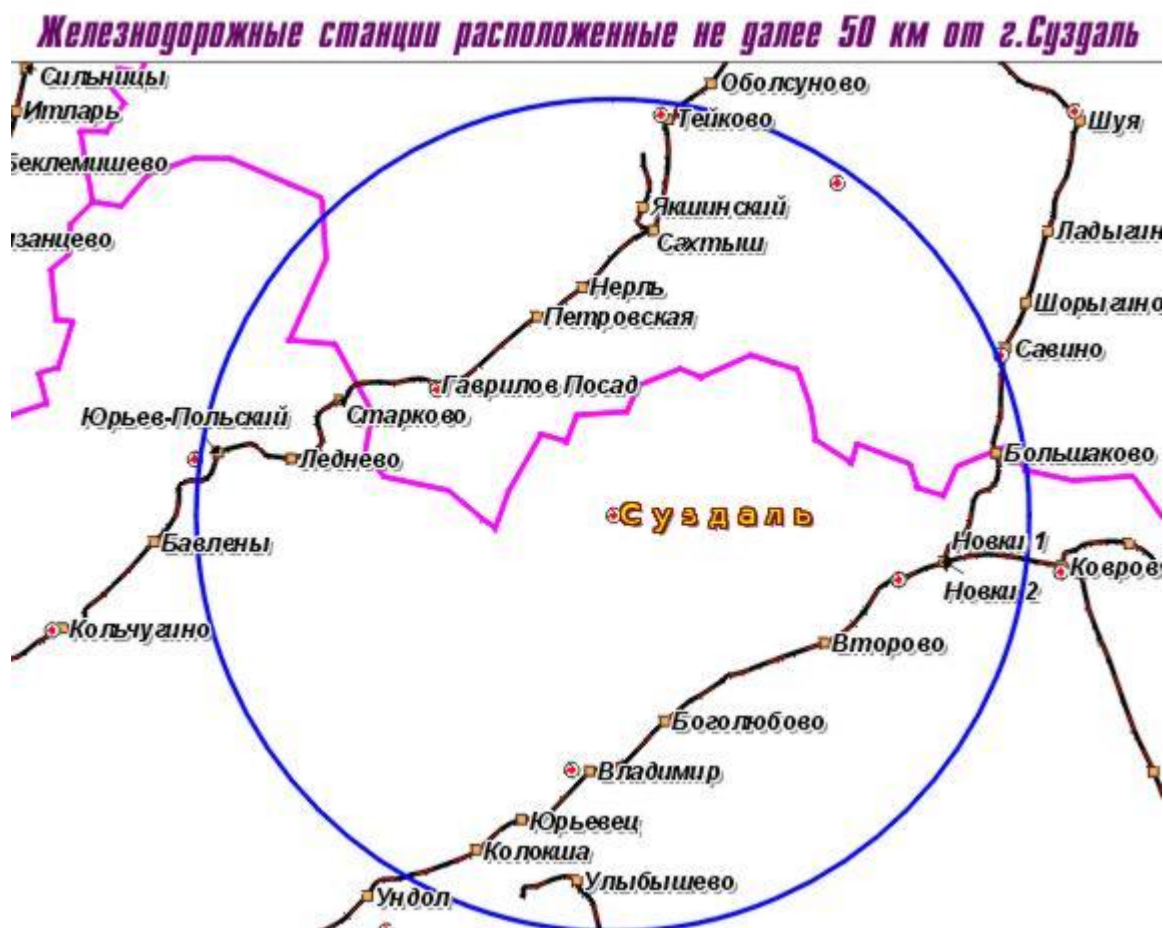 Железнодорожные станции расположенные не далее 50 км от г.Суздаль
Сильницы
Оболсуново
Итларь
Тейково
Шуя
Беклемишево
Якшинский
Сахтыш
Ладыгин
изанцево
Нерль
Шорыгино
Петровская
Савино
Гаврилов Посад
Юрьев-Польский
Старково
Леднево
Большаково
Суздаль
Бавлены
Новки 1
Ковров
Новки 2
Кольчугино
Второво
Боголюбово
Владимир
Юрьевец
Колокша
Улыбышево
Ундол